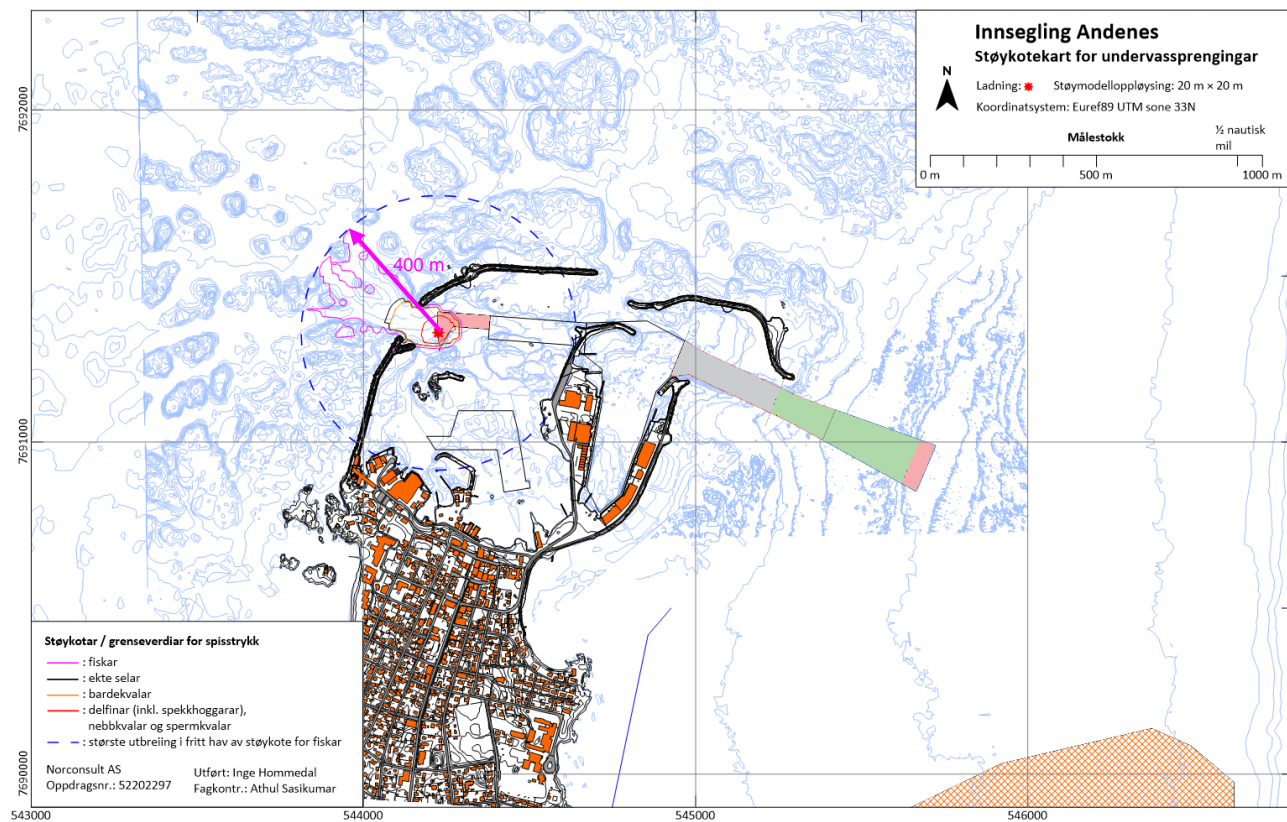 Innsegling Andenes
Støykotekart for undervassprengingar
N
Ladning: Støymodelloppløysing: 20 m × 20 m
Koordinatsystem: Euref89 UTM sone 33N
Målestokk
½ nautisk
mil
0 m 500 m 1000 m
7692000
400 m
7691000
Støykotar / grenseverdiar for spisstrykk
: fiskar
: ekte selar
: bardekvalar
: delfinar (inkl. spekkhoggarar),
nebbkvalar og spermkvalar
: største utbreiing i fritt hav av støykote for fiskar
Norconsult AS
Oppdragsnr.: 52202297
Utført: Inge Hommedal
Fagkontr.: Athul Sasikumar
7690000
543000 544000 545000 546000